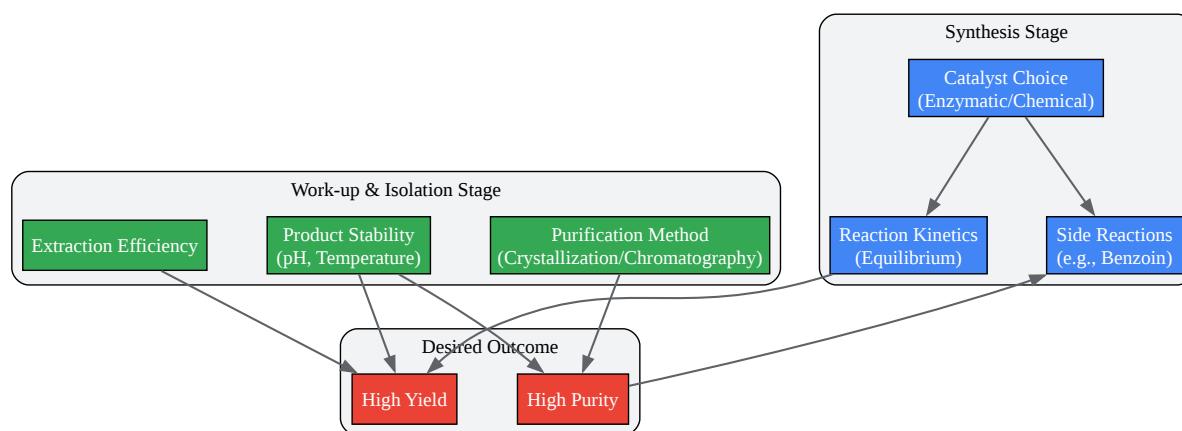 Synthesis Stage
Catalyst Choice
(Enzymatic/Chemical)
Work-up & Isolation Stage
Extraction Efficiency
Product Stability
(pH, Temperature)
Purification Method
(Crystallization/Chromatography)
Reaction Kinetics
(Equilibrium)
Side Reactions
(e.g., Benzoin)
Desired Outcome
High Yield
High Purity